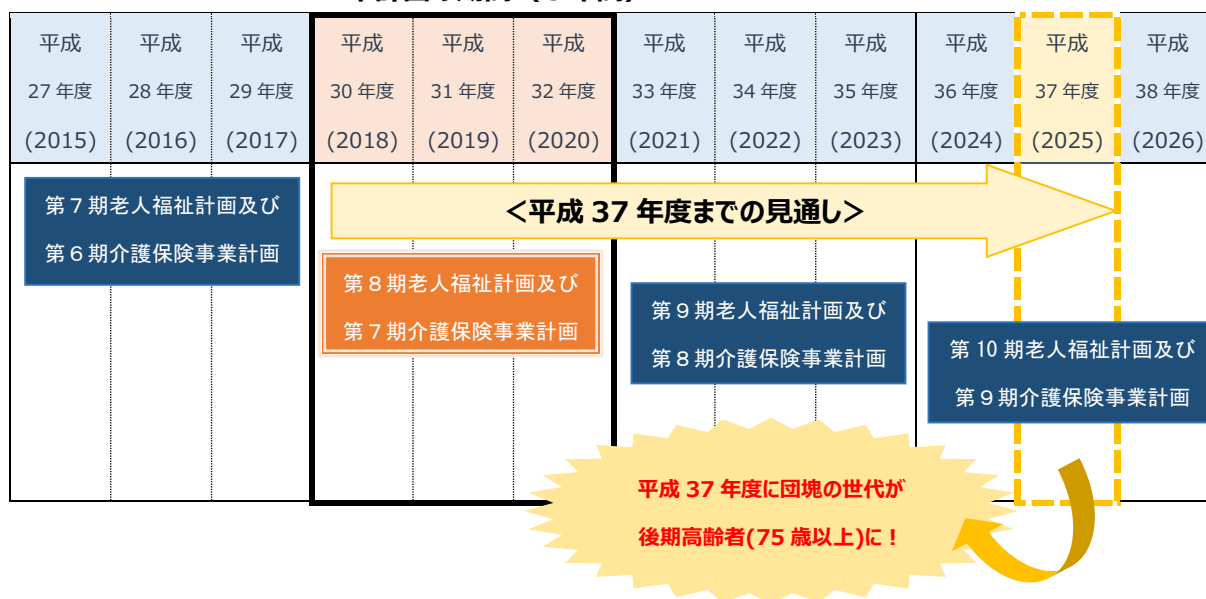 平成 平成 平成 平成 平成 平成 平成 平成 平成 平成 平成 平成
27年度 28年度 29年度 30年度 31年度 32年度 33年度 34年度 35年度 36年度 37年度 38年度
(2015) (2016) (2017) (2018) (2019) (2020) (2021) (2022) (2023) (2024) (2025) (2026)
第7期老人福祉計画及び
第6期介護保険事業計画
<平成 37 年度までの見通し>
第8期老人福祉計画及び
第7期介護保険事業計画
第9期老人福祉計画及び
第8期介護保険事業計画
第10期老人福祉計画及び
第9期介護保険事業計画
平成 37 年度に団塊の世代が
後期高齢者(75歳以上)に！